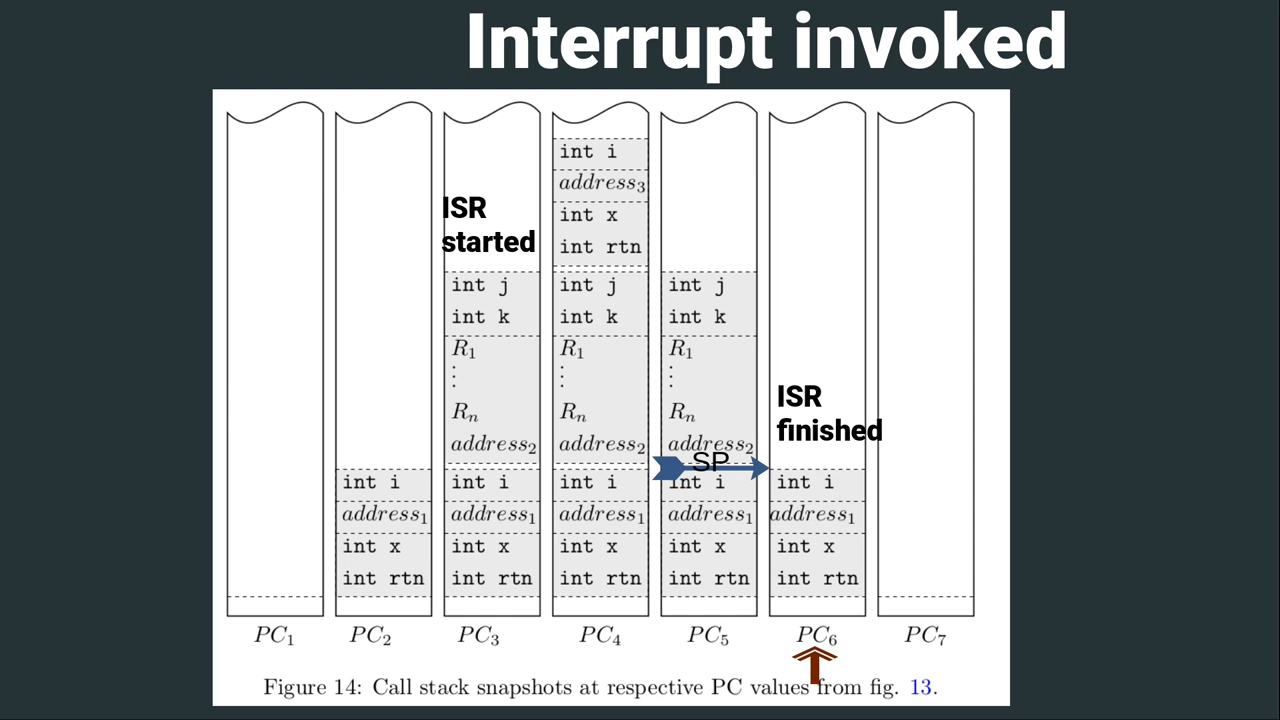 Interrupt invoked
int i
address₃
ISR
started
int x
int rtn
int j
int k
R₁
⋮
Rₙ
address₂
int j
int k
R₁
⋮
Rₙ
address₂
int j
int k
R₁
⋮
Rₙ
address₂
ISR
finished
SP
int i
address₁
int x
int rtn
int i
address₁
int x
int rtn
int i
address₁
int x
int rtn
int i
address₁
int x
int rtn
int i
address₁
int x
int rtn
PC₁ PC₂ PC₃ PC₄ PC₅ PC₆ PC₇
Figure 14: Call stack snapshots at respective PC values from fig. 13.